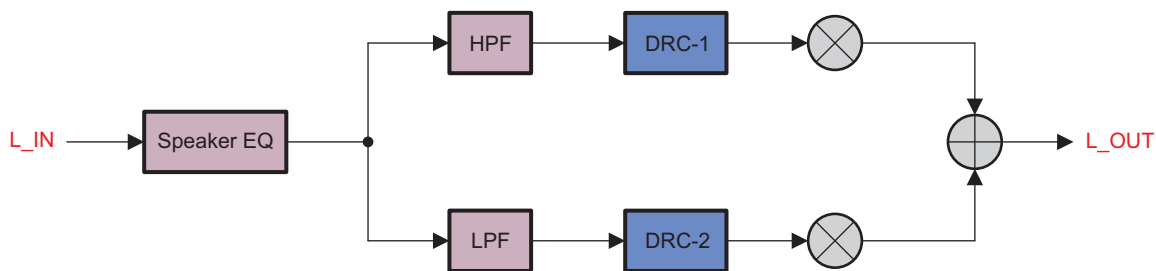 HPF
DRC-1
L_IN
Speaker EQ
L_OUT
LPF
DRC-2